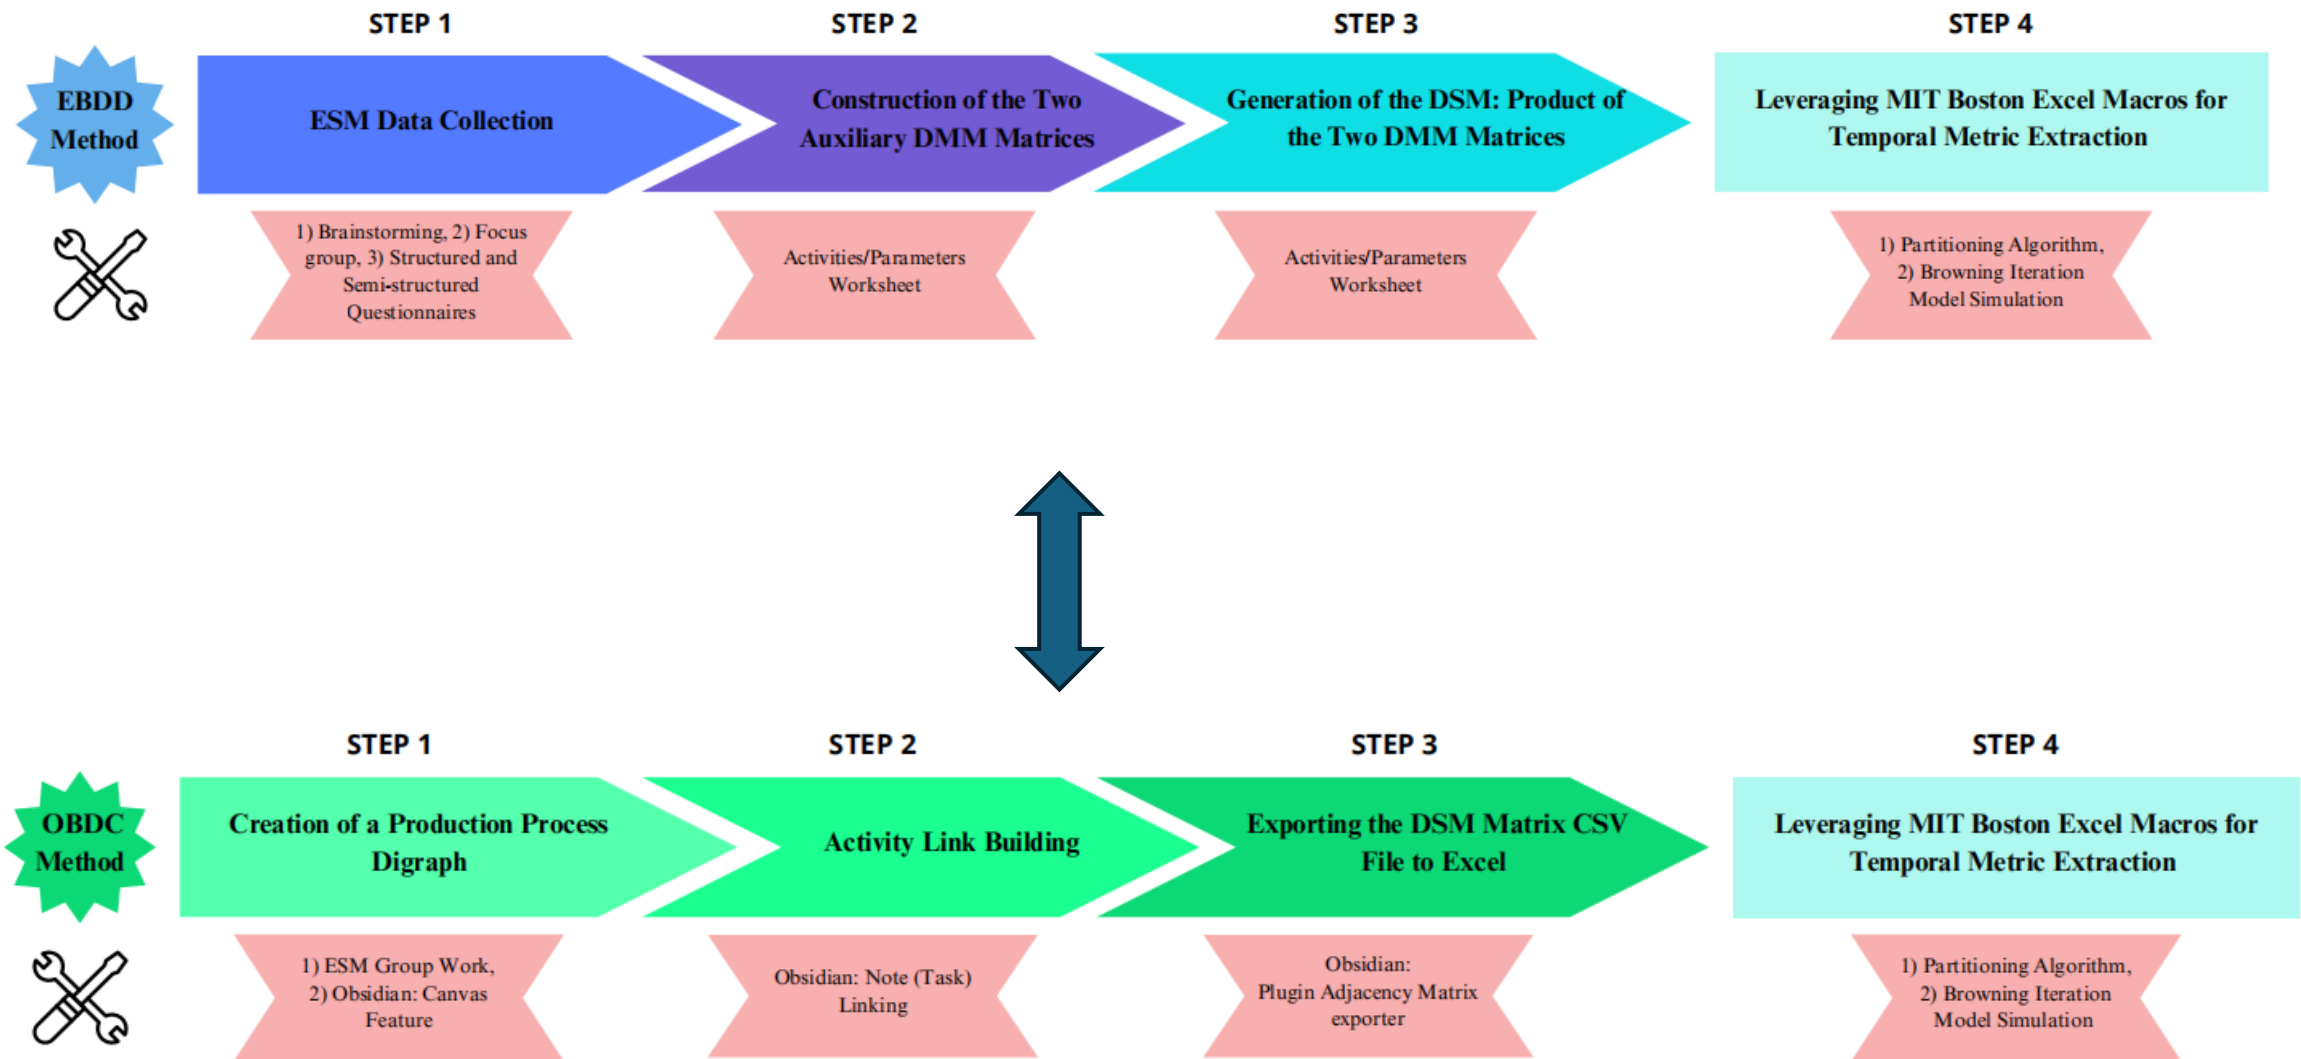 STEP 1
STEP 2
STEP 3
STEP 4
EBDD
Method
ESM Data Collection
Construction of the Two
Auxiliary DMM Matrices
Generation of the DSM: Product of
the Two DMM Matrices
Leveraging MIT Boston Excel Macros for
Temporal Metric Extraction
1) Brainstorming, 2) Focus
group, 3) Structured and
Semi-structured
Questionnaires
Activities/Parameters
Worksheet
Activities/Parameters
Worksheet
1) Partitioning Algorithm,
2) Browning Iteration
Model Simulation
STEP 1
STEP 2
STEP 3
STEP 4
OBDC
Method
Creation of a Production Process
Digraph
Activity Link Building
Exporting the DSM Matrix CSV
File to Excel
Leveraging MIT Boston Excel Macros for
Temporal Metric Extraction
1) ESM Group Work,
2) Obsidian: Canvas
Feature
Obsidian: Note (Task)
Linking
Obsidian:
Plugin Adjacency Matrix
exporter
1) Partitioning Algorithm,
2) Browning Iteration
Model Simulation